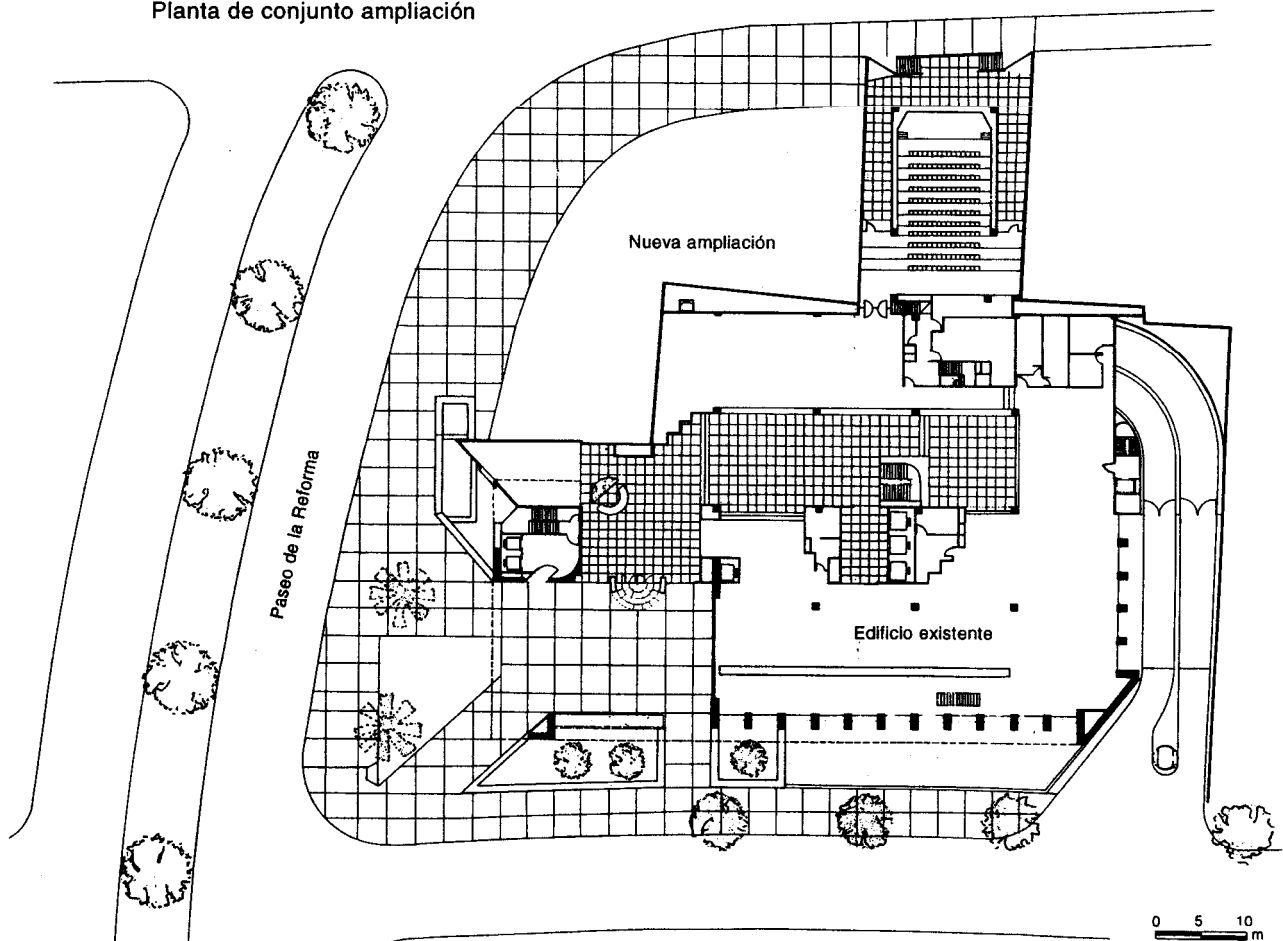 Planta de conjunto ampliación
Nueva ampliación
Paseo de la Reforma
Edificio existente
0 5 10
m